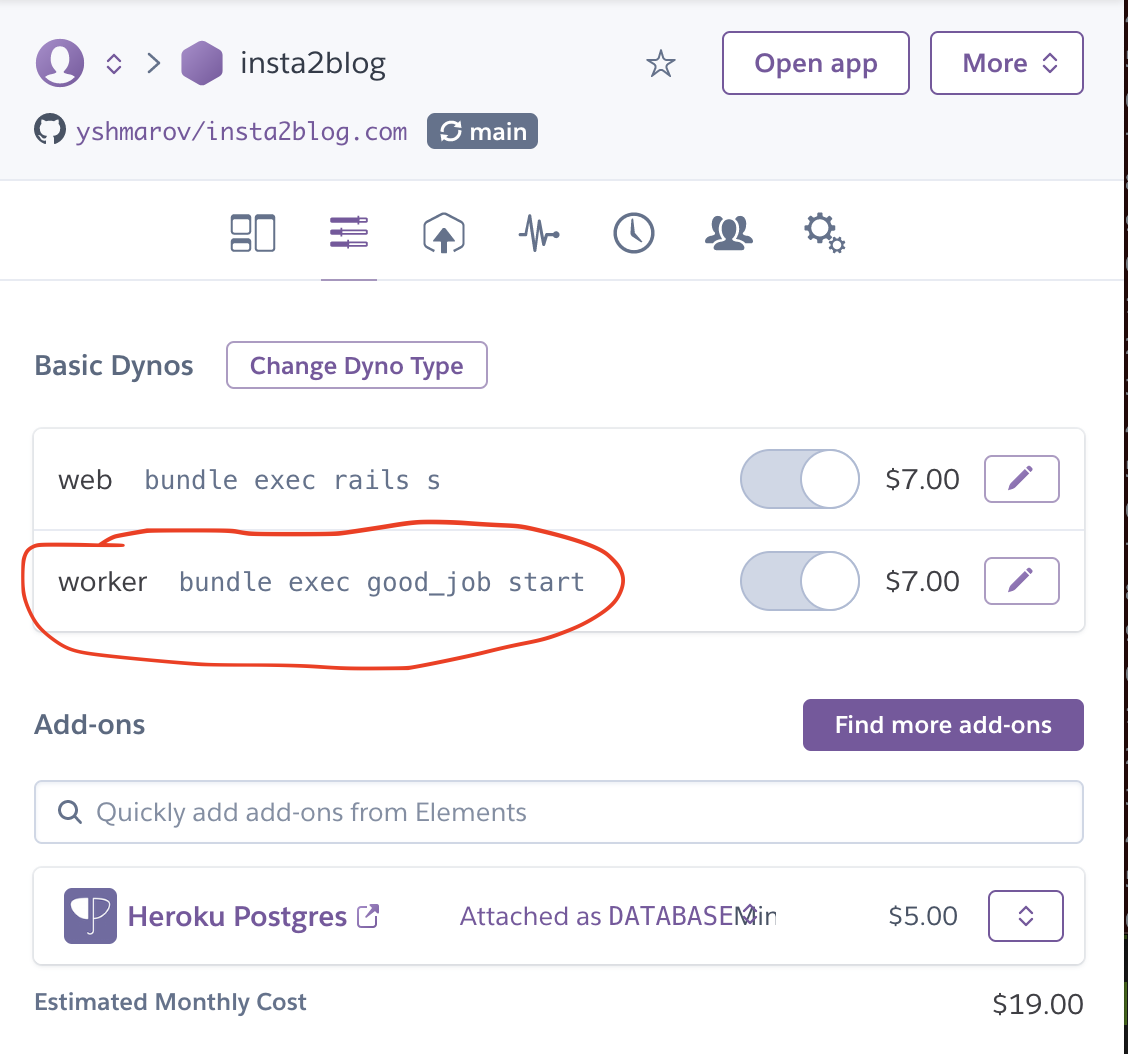 insta2blog
Open app
More
yshmarov/insta2blog.com
main
Basic Dynos
Change Dyno Type
web bundle exec rails s $7.00
worker bundle exec good_job start $7.00
Add-ons
Find more add-ons
Quickly add add-ons from Elements
Heroku Postgres Attached as DATABASE Min $5.00
Estimated Monthly Cost $19.00